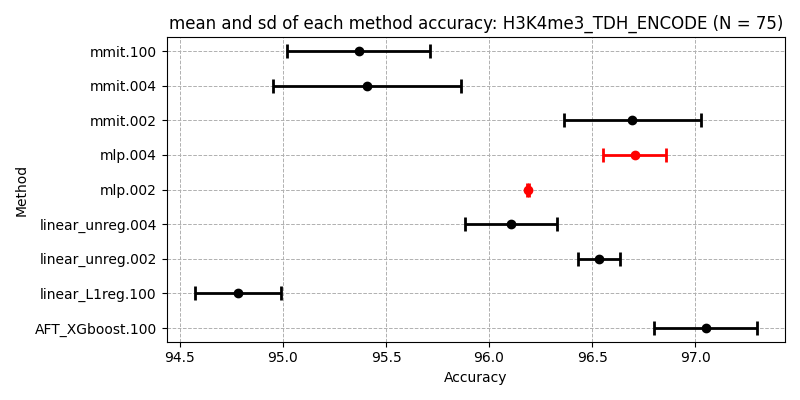 mean and sd of each method accuracy: H3K4me3_TDH_ENCODE (N = 75)
mmit.100
mmit.004
mmit.002
mlp.004
mlp.002
linear_unreg.004
linear_unreg.002
linear_L1reg.100
AFT_XGboost.100
Method
94.5 95.0 95.5 96.0 96.5 97.0
Accuracy